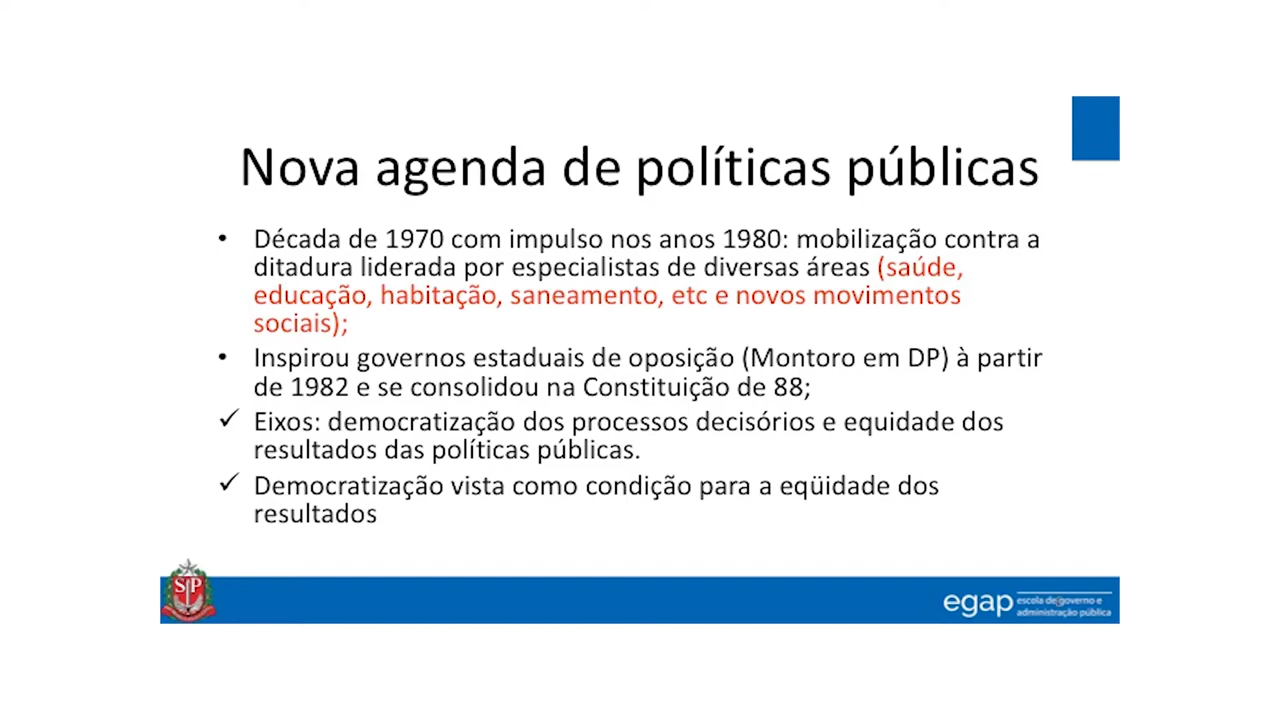 Nova agenda de políticas públicas
• Década de 1970 com impulso nos anos 1980: mobilização contra a
ditadura liderada por especialistas de diversas áreas (saúde,
educação, habitação, saneamento, etc e novos movimentos
sociais);
• Inspirou governos estaduais de oposição (Montoro em DP) à partir
de 1982 e se consolidou na Constituição de 88;
✓ Eixos: democratização dos processos decisórios e equidade dos
resultados das políticas públicas.
✓ Democratização vista como condição para a eqüidade dos
resultados
SP
egap
escola de governo e
administração pública